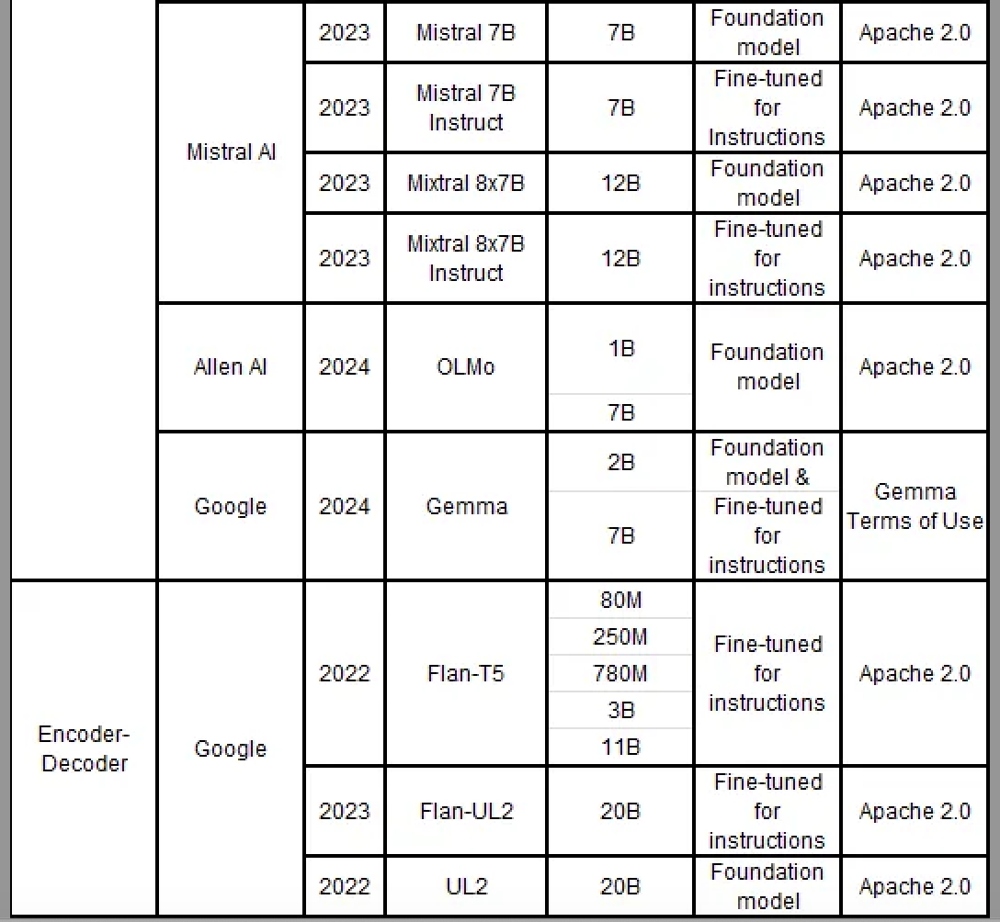 Mistral AI
2023
Mistral 7B
7B
Foundation
model
Apache 2.0
2023
Mistral 7B
Instruct
7B
Fine-tuned
for
Instructions
Apache 2.0
2023
Mixtral 8x7B
12B
Foundation
model
Apache 2.0
2023
Mixtral 8x7B
Instruct
12B
Fine-tuned
for
instructions
Apache 2.0
Allen AI
2024
OLMo
1B
7B
Foundation
model
Apache 2.0
Google
2024
Gemma
2B
7B
Foundation
model &
Fine-tuned
for
instructions
Gemma
Terms of Use
Encoder-
Decoder
Google
2022
Flan-T5
80M
250M
780M
3B
11B
Fine-tuned
for
instructions
Apache 2.0
2023
Flan-UL2
20B
Fine-tuned
for
instructions
Apache 2.0
2022
UL2
20B
Foundation
model
Apache 2.0